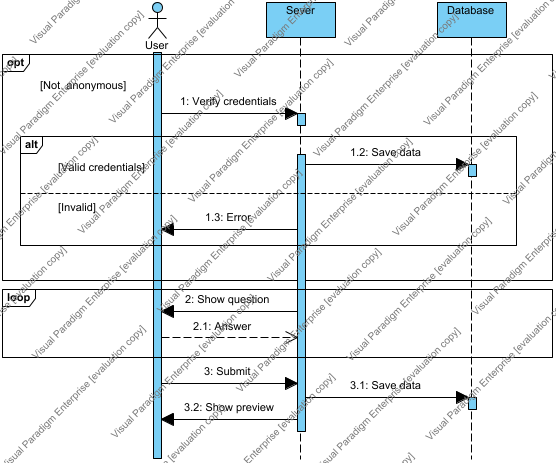 User
Sever
Database
opt
[Not anonymous]
1: Verify credentials
alt
[Valid credentials]
1.2: Save data
[Invalid]
1.3: Error
loop
2: Show question
2.1: Answer
3: Submit
3.1: Save data
3.2: Show preview
Visual Paradigm Enterprise [evaluation copy]